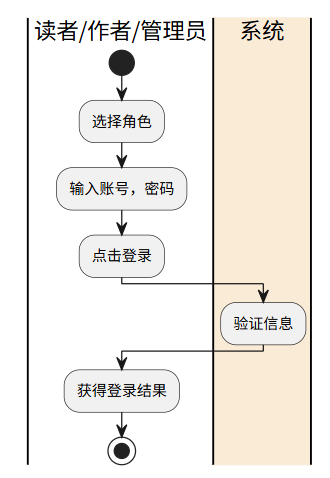 读者/作者/管理员
系统
选择角色
输入账号，密码
点击登录
验证信息
获得登录结果